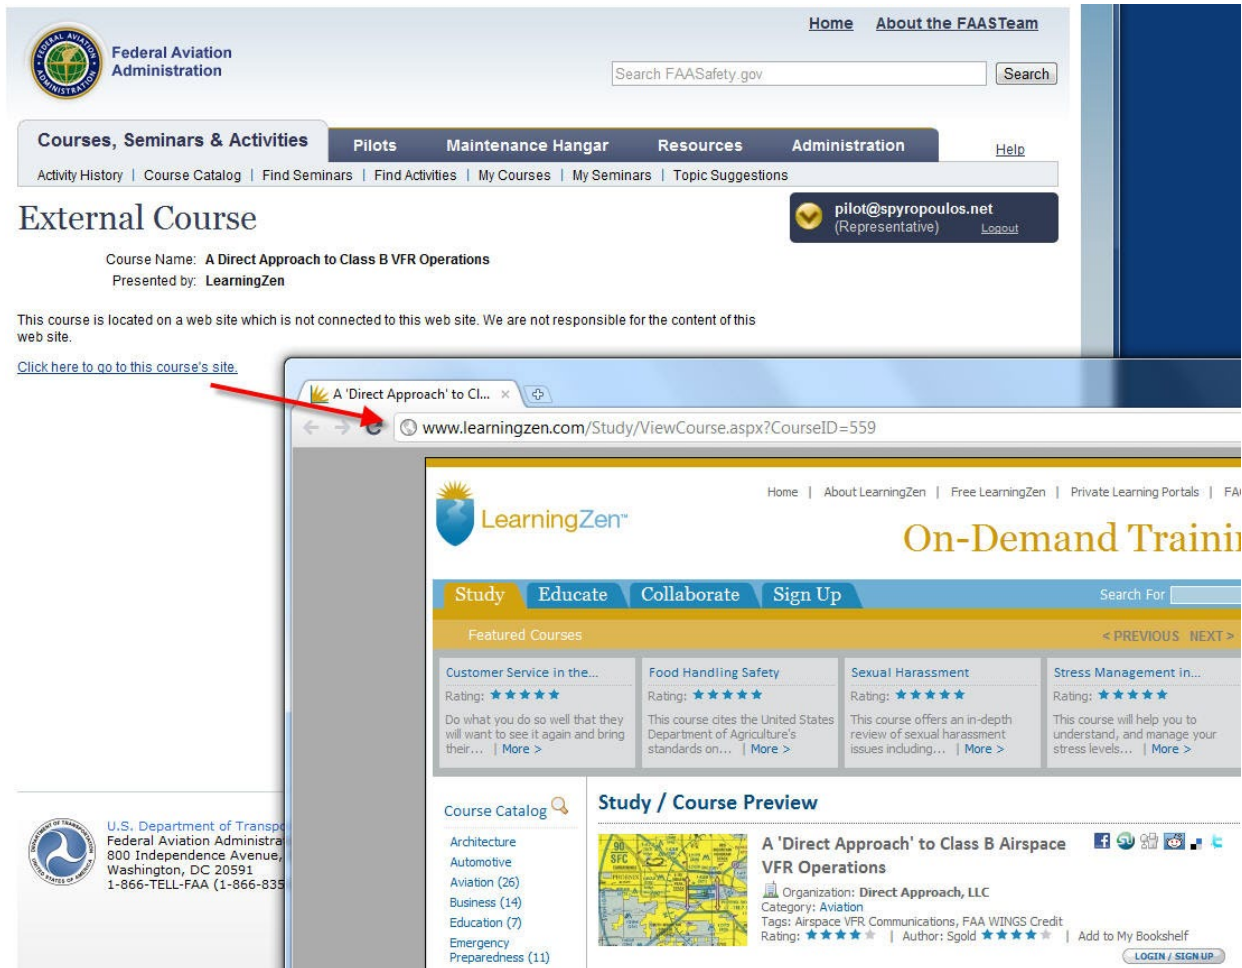 Home About the FAASTeam
Federal Aviation
Administration
Search FAASafety.gov Search
Courses, Seminars & Activities Pilots Maintenance Hangar Resources Administration Help
Activity History | Course Catalog | Find Seminars | Find Activities | My Courses | My Seminars | Topic Suggestions
External Course
pilot@spyropoulos.net
(Representative) Logout
Course Name: A Direct Approach to Class B VFR Operations
Presented by: LearningZen
This course is located on a web site which is not connected to this web site. We are not responsible for the content of this
web site.
Click here to go to this course's site.
A 'Direct Approach' to Cl...
www.learningzen.com/Study/ViewCourse.aspx?CourseID=559
Home | About LearningZen | Free LearningZen | Private Learning Portals | FA
LearningZen™
On-Demand Traini
Study Educate Collaborate Sign Up Search For
Featured Courses < PREVIOUS NEXT >
Customer Service in the...
Rating:
Do what you do so well that they
will want to see it again and bring
their... | More >
Food Handling Safety
Rating:
This course cites the United States
Department of Agriculture's
standards on... | More >
Sexual Harassment
Rating:
This course offers an in-depth
review of sexual harassment
issues including... | More >
Stress Management in...
Rating:
This course will help you to
understand, and manage your
stress levels... | More >
Course Catalog
Architecture
Automotive
Aviation (26)
Business (14)
Education (7)
Emergency
Preparedness (11)
Study / Course Preview
90
SFC
A 'Direct Approach' to Class B Airspace
VFR Operations
Organization: Direct Approach, LLC
Category: Aviation
Tags: Airspace VFR Communications, FAA WINGS Credit
Rating: | Author: Sgold | Add to My Bookshelf
LOGIN / SIGN UP
U.S. Department of Transpo
Federal Aviation Administra
800 Independence Avenue,
Washington, DC 20591
1-866-TELL-FAA (1-866-835